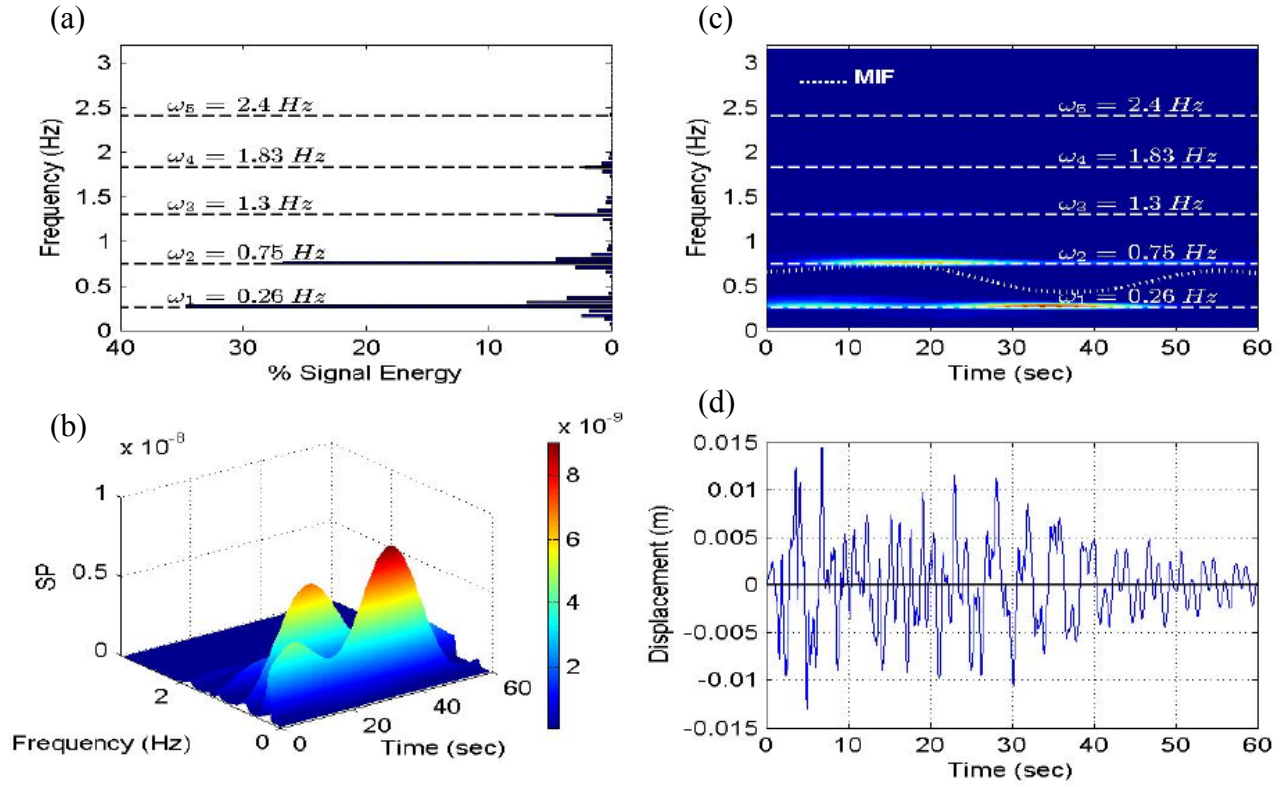 (a)
3
2.5
2
1.5
1
0.5
0
Frequency (Hz)
ω5 = 2.4 Hz
ω4 = 1.83 Hz
ω3 = 1.3 Hz
ω2 = 0.75 Hz
ω1 = 0.26 Hz
40 30 20 10 0
% Signal Energy
(c)
3
2.5
2
1.5
1
0.5
0
Frequency (Hz)
MIF
ω5 = 2.4 Hz
ω4 = 1.83 Hz
ω3 = 1.3 Hz
ω2 = 0.75 Hz
ω1 = 0.26 Hz
0 10 20 30 40 50 60
Time (sec)
(b)
x 10-8
1
0.5
0
SP
2
0
Frequency (Hz)
0 20 40 60
Time (sec)
x 10-9
8
6
4
2
(d)
0.015
0.01
0.005
0
-0.005
-0.01
-0.015
Displacement (m)
0 10 20 30 40 50 60
Time (sec)